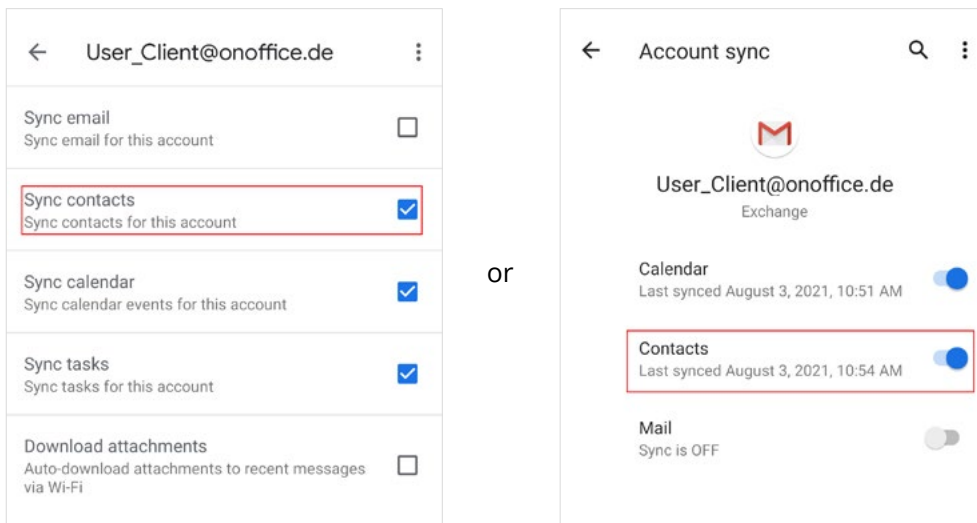 User_Client@onoffice.de
Sync email
Sync email for this account
Sync contacts
Sync contacts for this account
Sync calendar
Sync calendar events for this account
Sync tasks
Sync tasks for this account
Download attachments
Auto-download attachments to recent messages
via Wi-Fi
or
Account sync
User_Client@onoffice.de
Exchange
Calendar
Last synced August 3, 2021, 10:51 AM
Contacts
Last synced August 3, 2021, 10:54 AM
Mail
Sync is OFF